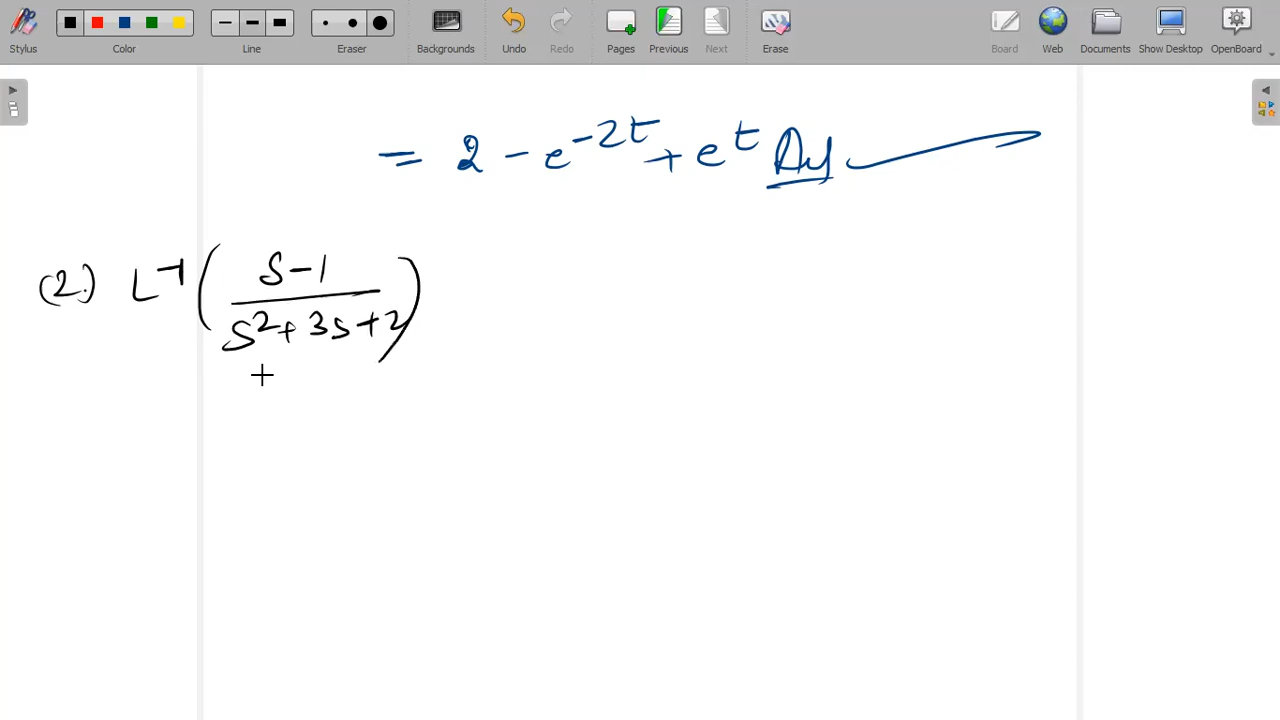 Stylus Color Line Eraser Backgrounds Undo Redo Pages Previous Next Erase Board Web Documents Show Desktop OpenBoard
= 2 - e^{-2t} + e^t
(2.) L^{-1} ( \frac{s-1}{s^2+3s+2} )